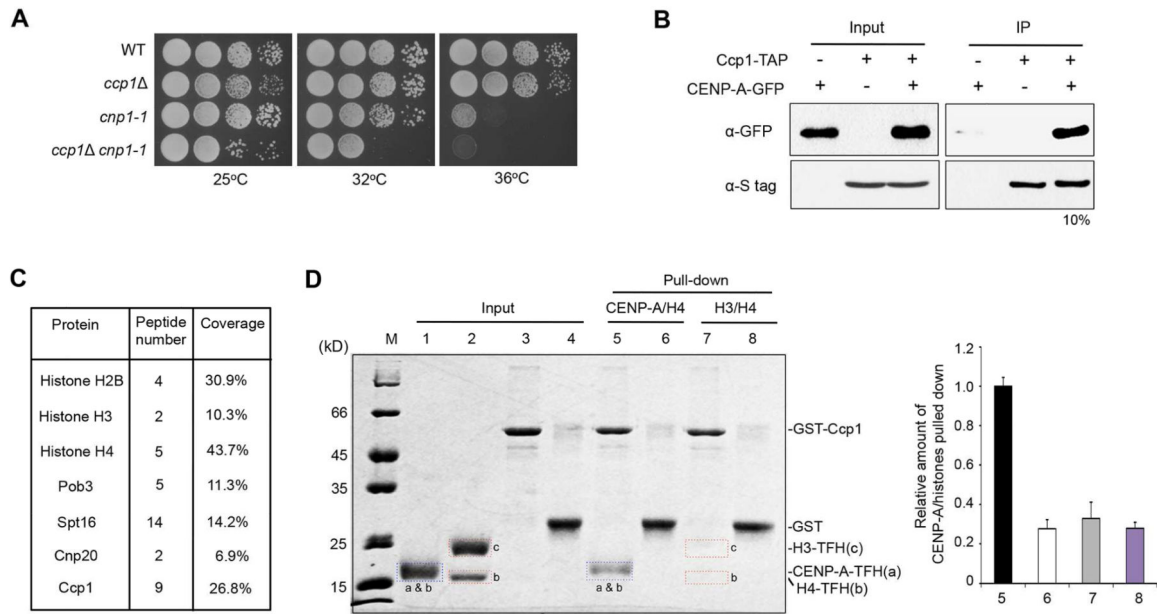 A
WT
ccp1Δ
cnp1-1
ccp1Δ cnp1-1
25°C
32°C
36°C
B
Input
IP
Ccp1-TAP - + + - + +
CENP-A-GFP + - + + - +
α-GFP
α-S tag
10%
C
Protein Peptide number Coverage
Histone H2B 4 30.9%
Histone H3 2 10.3%
Histone H4 5 43.7%
Pob3 5 11.3%
Spt16 14 14.2%
Cnp20 2 6.9%
Ccp1 9 26.8%
D
Pull-down
Input CENP-A/H4 H3/H4
(kD) M 1 2 3 4 5 6 7 8
66
45
35
25
15
a & b
c
b
a & b
c
b
-GST-Ccp1
-GST
-H3-TFH(c)
-CENP-A-TFH(a)
H4-TFH(b)
Relative amount of
CENP-A/histones pulled down
1.2
1.0
0.8
0.6
0.4
0.2
0
5 6 7 8